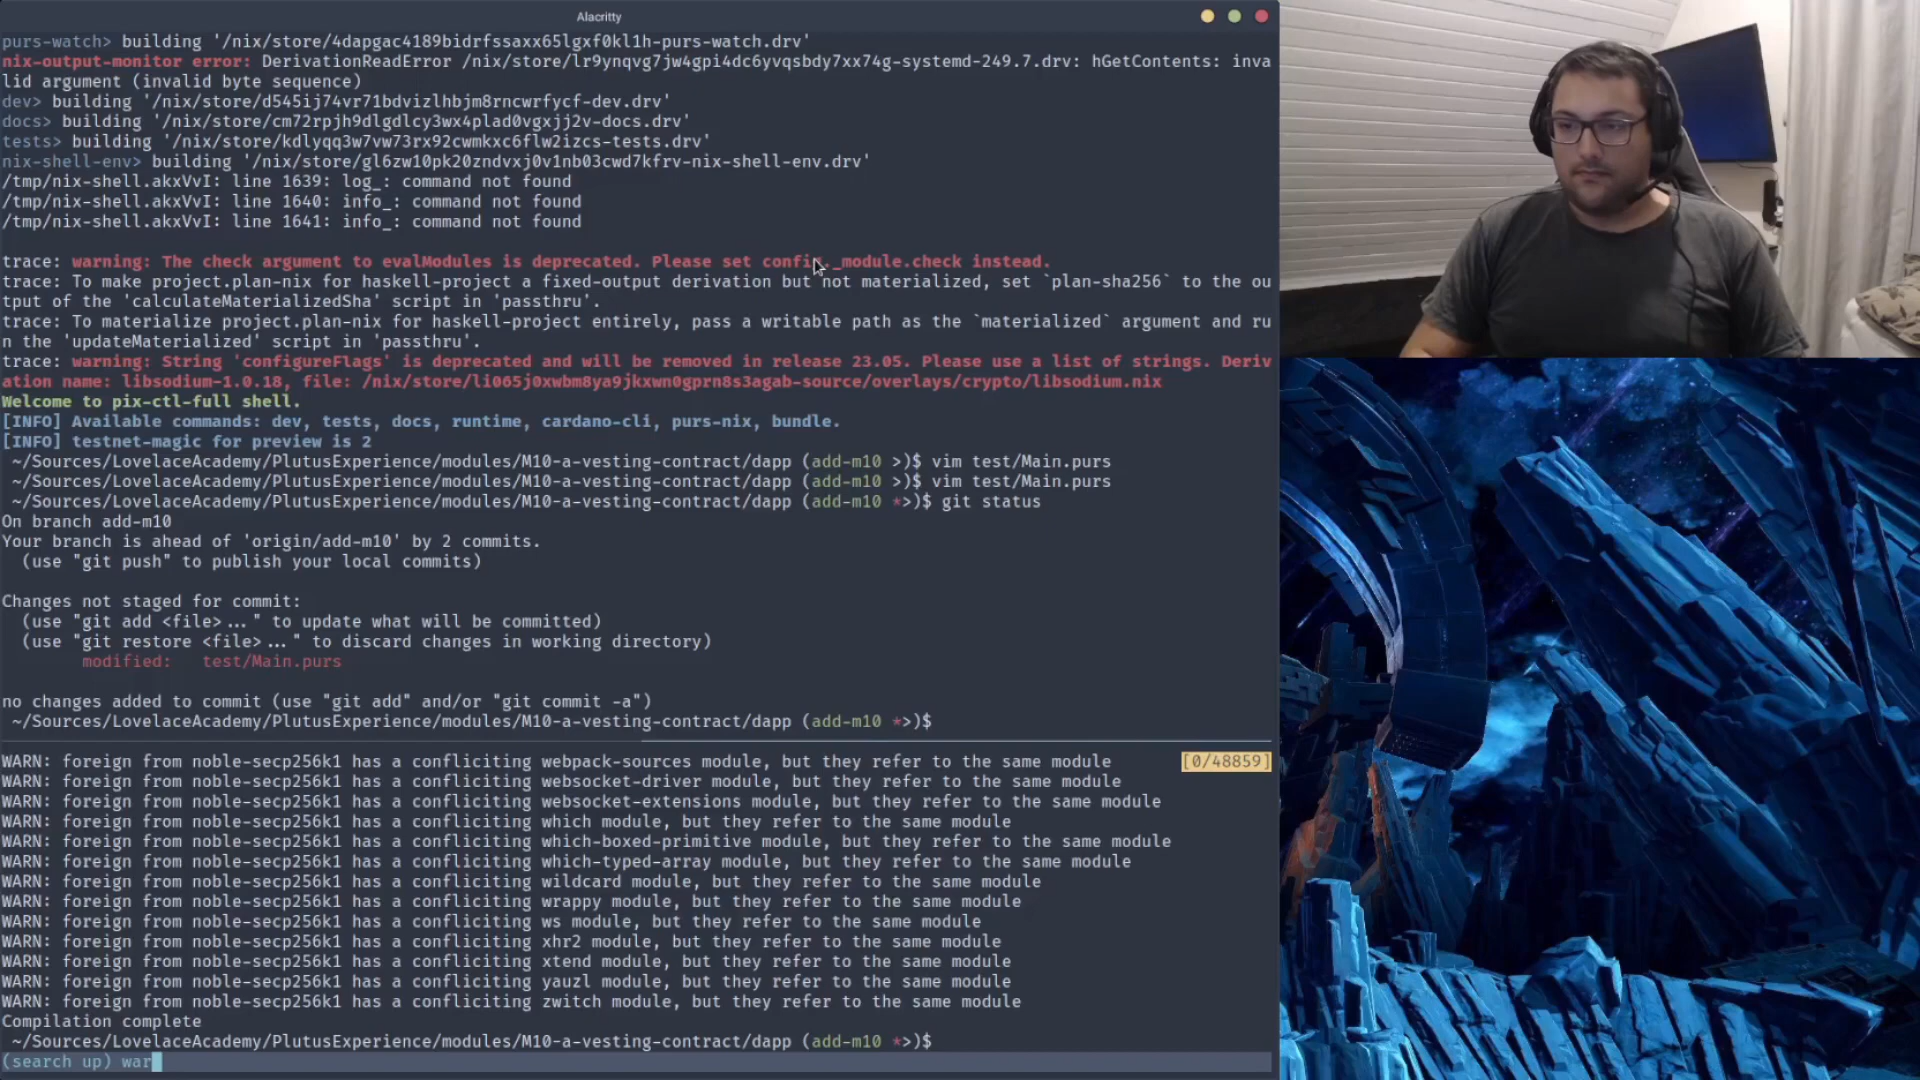 Alacritty
purs-watch> building '/nix/store/4dapgac4189bidrfssaxx65lgxf0kl1h-purs-watch.drv'
nix-output-monitor error: DerivationReadError /nix/store/lr9ynqvg7jw4gpi4dc6yvqsbdy7xx74g-systemd-249.7.drv: hGetContents: inva
lid argument (invalid byte sequence)
dev> building '/nix/store/d545ij74vr71bdvizlhbjm8rncwrfycf-dev.drv'
docs> building '/nix/store/cm72rpjh9dlgdlcy3wx4plad0vgxjj2v-docs.drv'
tests> building '/nix/store/kdlyqq3w7vw73rx92cwmkxc6flw2izcs-tests.drv'
nix-shell-env> building '/nix/store/gl6zw10pk20zndvxj0v1nb03cwd7kfrv-nix-shell-env.drv'
/tmp/nix-shell.akxVvI: line 1639: log_: command not found
/tmp/nix-shell.akxVvI: line 1640: info_: command not found
/tmp/nix-shell.akxVvI: line 1641: info_: command not found
trace: warning: The check argument to evalModules is deprecated. Please set config._module.check instead.
trace: To make project.plan-nix for haskell-project a fixed-output derivation but not materialized, set `plan-sha256` to the ou
tput of the 'calculateMaterializedSha' script in 'passthru'.
trace: To materialize project.plan-nix for haskell-project entirely, pass a writable path as the `materialized` argument and ru
n the 'updateMaterialized' script in 'passthru'.
trace: warning: String 'configureFlags' is deprecated and will be removed in release 23.05. Please use a list of strings. Deriv
ation name: libsodium-1.0.18, file: /nix/store/li065j0xwbm8ya9jkxwn0gprn8s3agab-source/overlays/crypto/libsodium.nix
Welcome to pix-ctl-full shell.
[INFO] Available commands: dev, tests, docs, runtime, cardano-cli, purs-nix, bundle.
[INFO] testnet-magic for preview is 2
~/Sources/LovelaceAcademy/PlutusExperience/modules/M10-a-vesting-contract/dapp (add-m10 >)$ vim test/Main.purs
~/Sources/LovelaceAcademy/PlutusExperience/modules/M10-a-vesting-contract/dapp (add-m10 >)$ vim test/Main.purs
~/Sources/LovelaceAcademy/PlutusExperience/modules/M10-a-vesting-contract/dapp (add-m10 *>)$ git status
On branch add-m10
Your branch is ahead of 'origin/add-m10' by 2 commits.
(use "git push" to publish your local commits)
Changes not staged for commit:
(use "git add <file>..." to update what will be committed)
(use "git restore <file>..." to discard changes in working directory)
modified: test/Main.purs
no changes added to commit (use "git add" and/or "git commit -a")
~/Sources/LovelaceAcademy/PlutusExperience/modules/M10-a-vesting-contract/dapp (add-m10 *>)$
WARN: foreign from noble-secp256k1 has a confliciting webpack-sources module, but they refer to the same module [0/48859]
WARN: foreign from noble-secp256k1 has a confliciting websocket-driver module, but they refer to the same module
WARN: foreign from noble-secp256k1 has a confliciting websocket-extensions module, but they refer to the same module
WARN: foreign from noble-secp256k1 has a confliciting which module, but they refer to the same module
WARN: foreign from noble-secp256k1 has a confliciting which-boxed-primitive module, but they refer to the same module
WARN: foreign from noble-secp256k1 has a confliciting which-typed-array module, but they refer to the same module
WARN: foreign from noble-secp256k1 has a confliciting wildcard module, but they refer to the same module
WARN: foreign from noble-secp256k1 has a confliciting wrappy module, but they refer to the same module
WARN: foreign from noble-secp256k1 has a confliciting ws module, but they refer to the same module
WARN: foreign from noble-secp256k1 has a confliciting xhr2 module, but they refer to the same module
WARN: foreign from noble-secp256k1 has a confliciting xtend module, but they refer to the same module
WARN: foreign from noble-secp256k1 has a confliciting yauzl module, but they refer to the same module
WARN: foreign from noble-secp256k1 has a confliciting zwitch module, but they refer to the same module
Compilation complete
~/Sources/LovelaceAcademy/PlutusExperience/modules/M10-a-vesting-contract/dapp (add-m10 *>)$
(search up) war